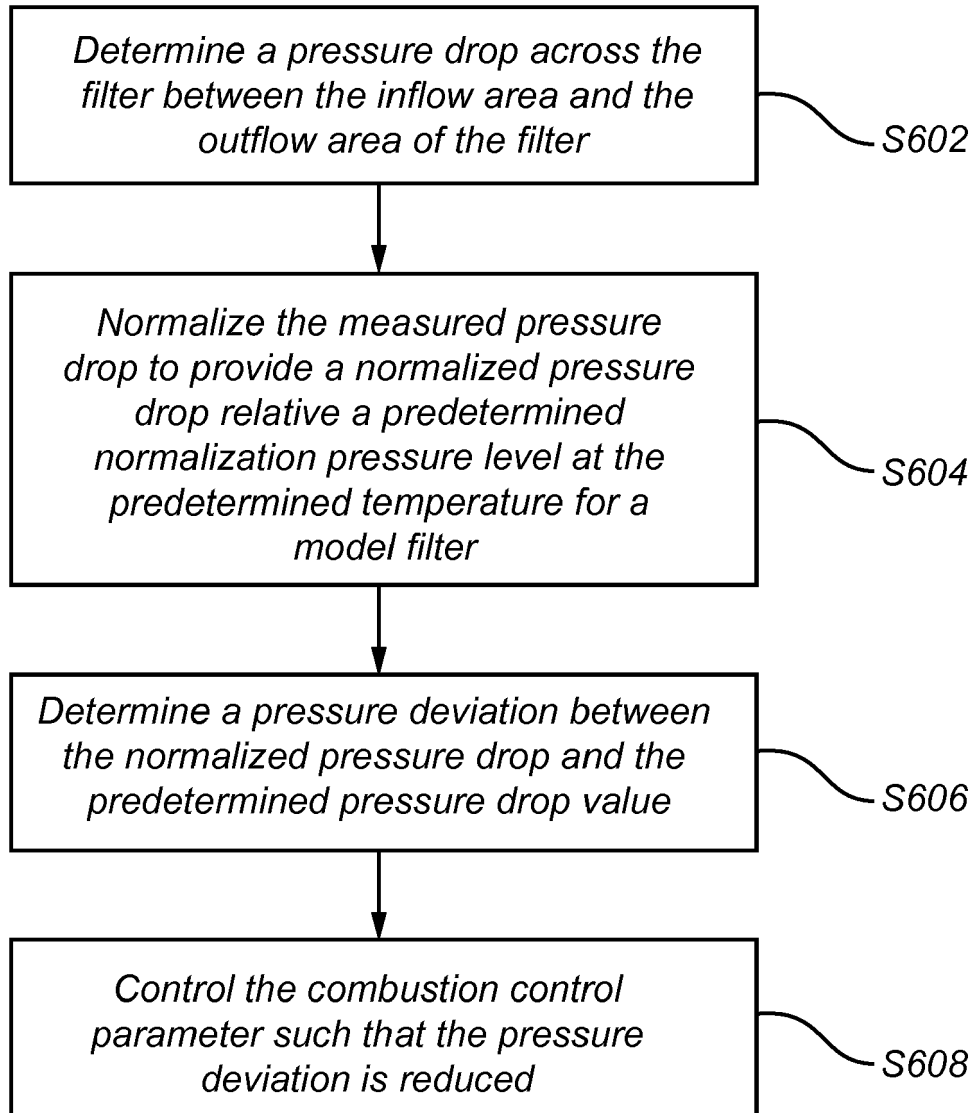 Determine a pressure drop across the
filter between the inflow area and the
outflow area of the filter
S602
Normalize the measured pressure
drop to provide a normalized pressure
drop relative a predetermined
normalization pressure level at the
predetermined temperature for a
model filter
S604
Determine a pressure deviation between
the normalized pressure drop and the
predetermined pressure drop value
S606
Control the combustion control
parameter such that the pressure
deviation is reduced
S608